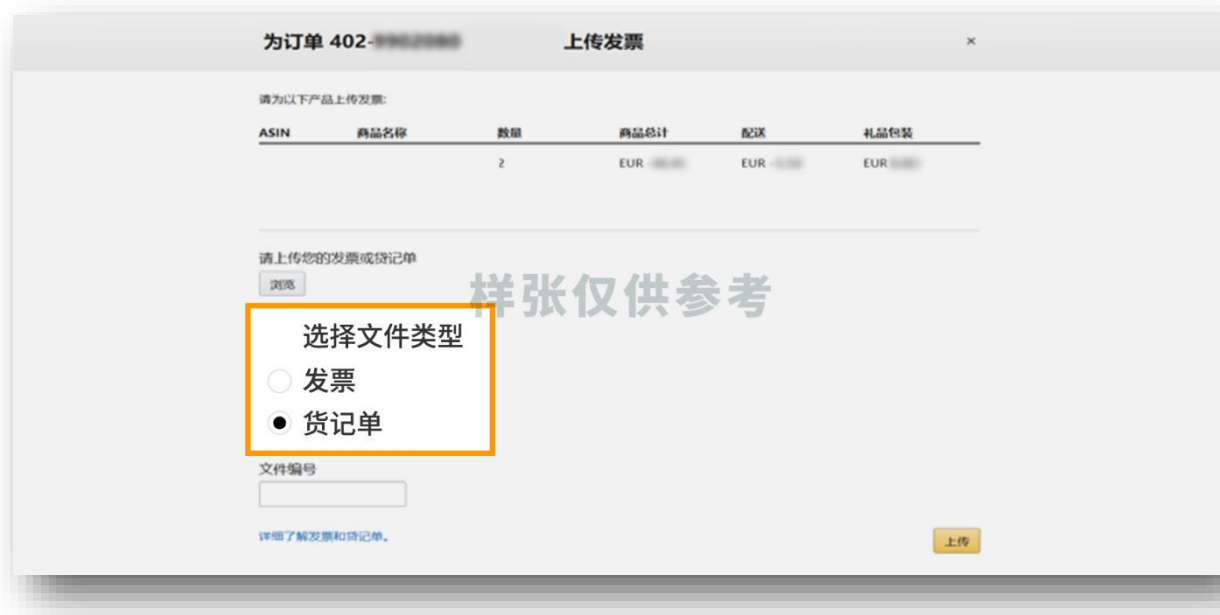 为订单 402- 上传发票 ×
请为以下产品上传发票:
ASIN 商品名称 数量 商品总计 配送 礼品包装
2 EUR EUR EUR
请上传您的发票或贷记单
浏览
样张仅供参考
选择文件类型
发票
货记单
文件编号
详细了解发票和贷记单。
上传